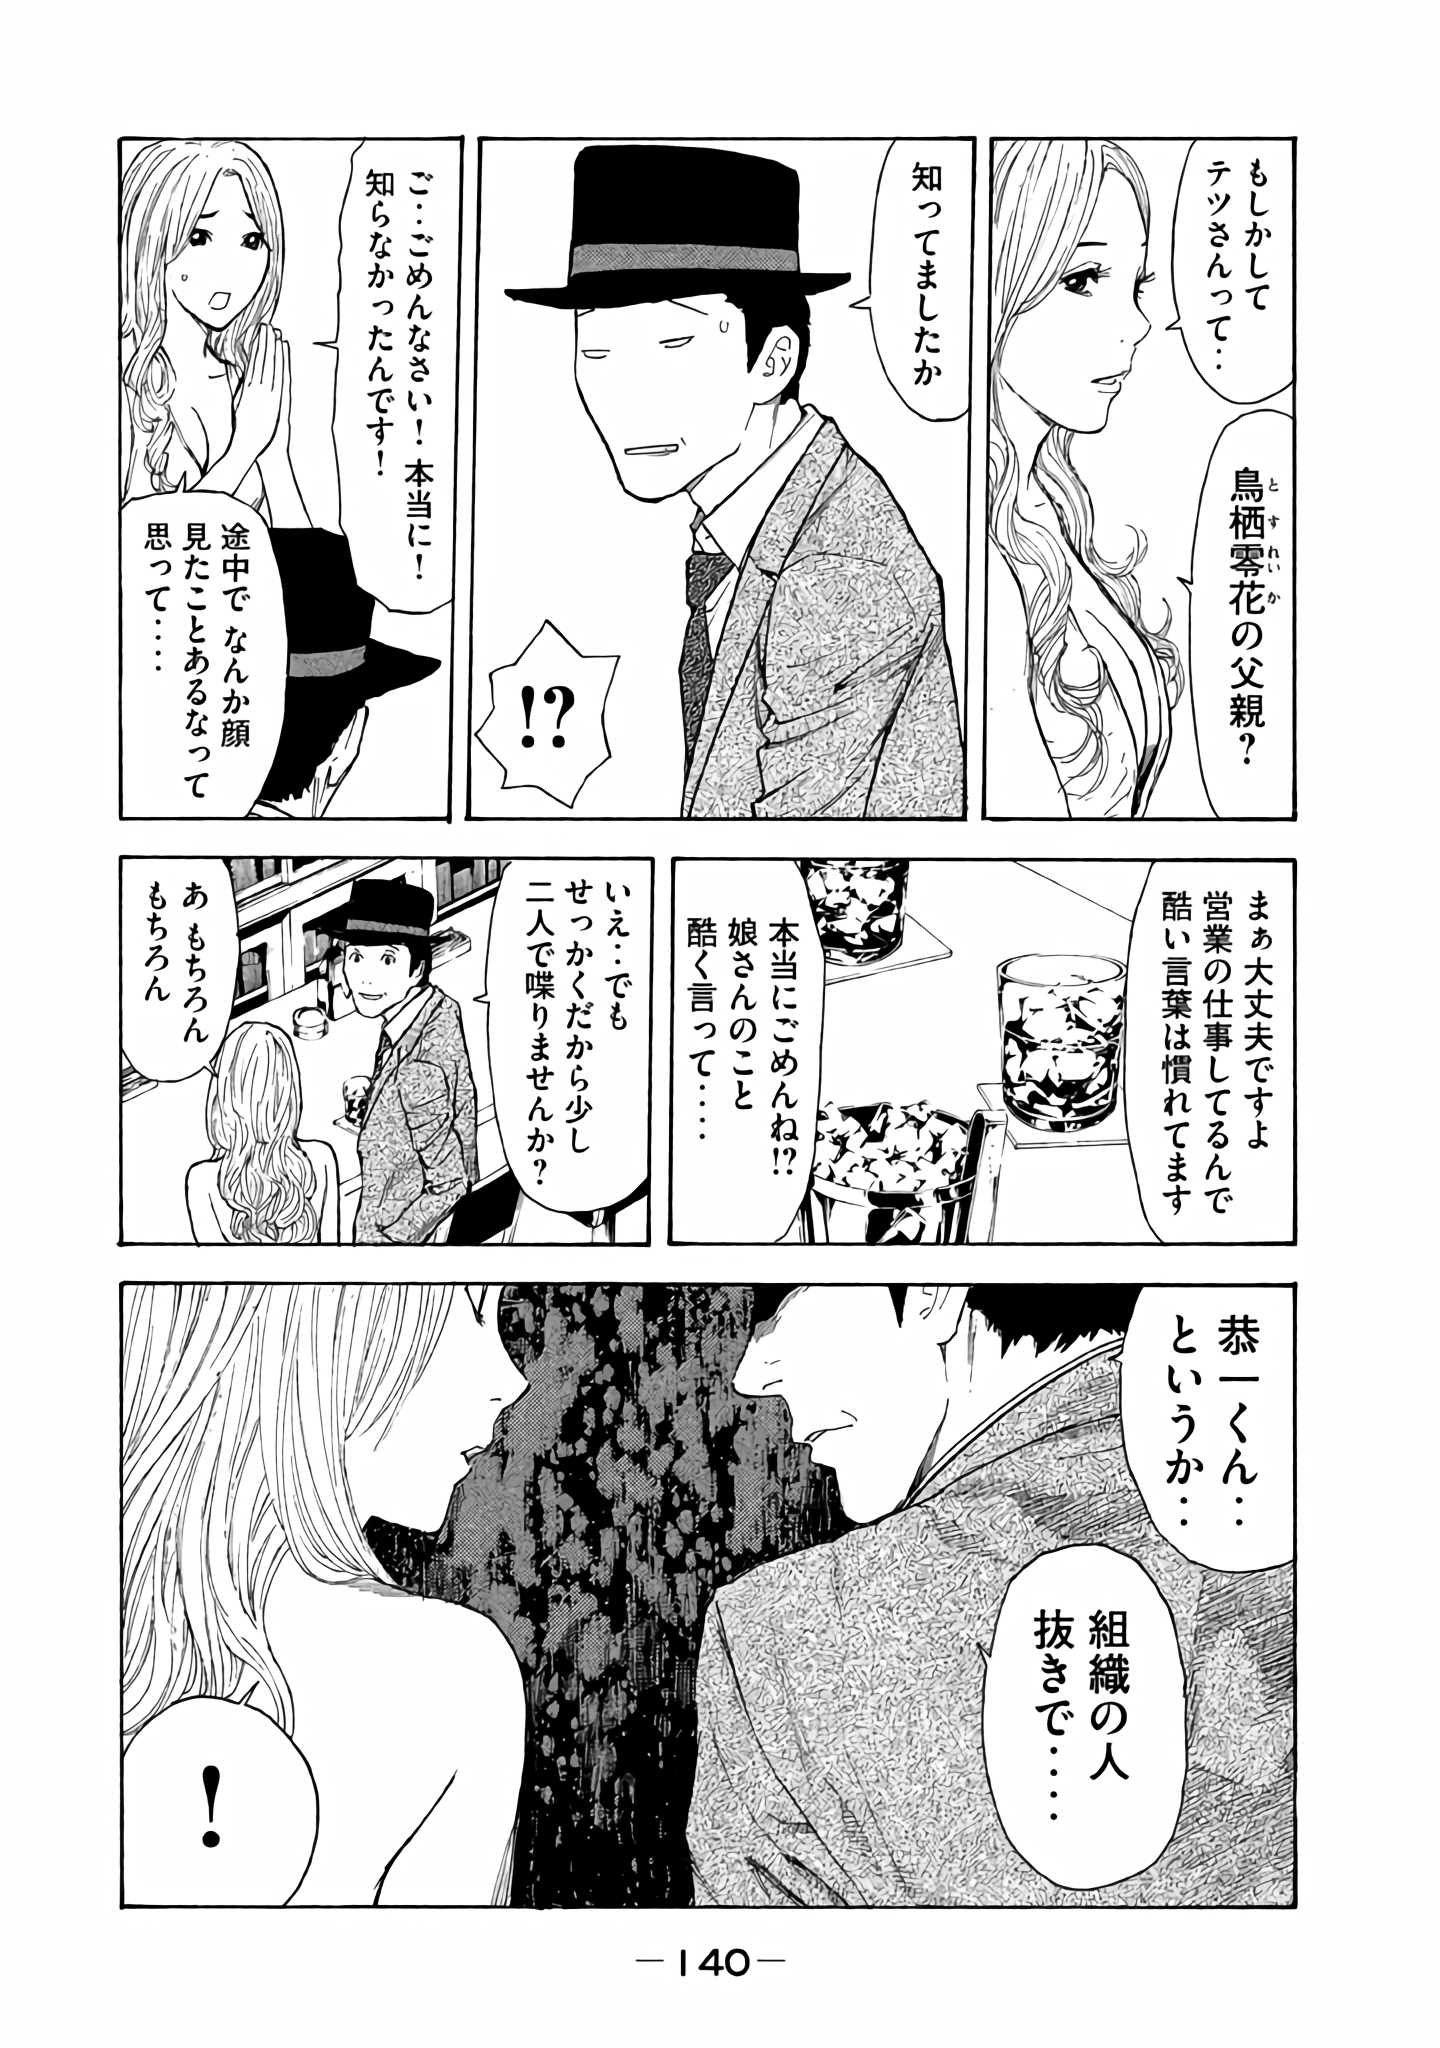 もしかして
テツさんって‥
鳥栖零花の父親？
とすれいか
知ってましたか
!?
ご‥ごめんなさい！本当に！
知らなかったんです！
途中で なんか顔
見たことあるなって
思って‥‥
まぁ大丈夫ですよ
営業の仕事してるんで
酷い言葉は慣れてます
本当にごめんね!?
娘さんのこと
酷く言って‥‥
いえ‥でも
せっかくだから少し
二人で喋りませんか？
あ もちろん
もちろん
恭一くん‥
というか‥
組織の人
抜きで‥‥
！
—140—